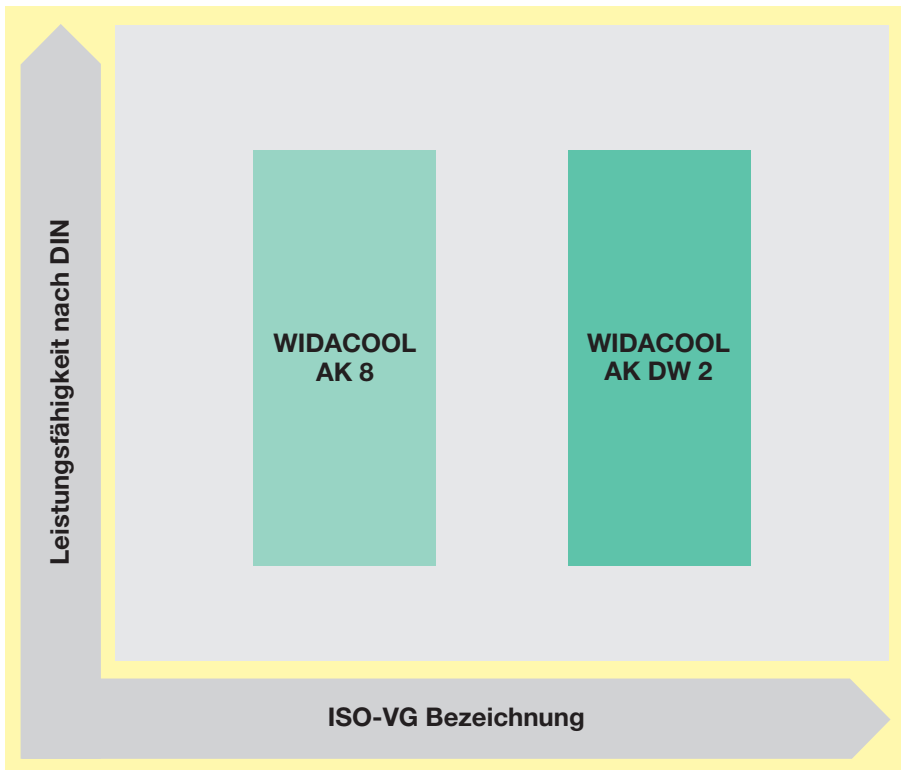 Leistungsfähigkeit nach DIN
WIDACOOL
AK 8
WIDACOOL
AK DW 2
ISO-VG Bezeichnung